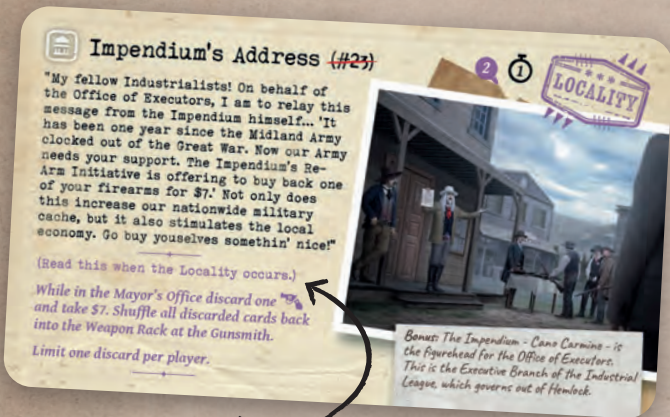 Impendium's Address (#23)
2 1
LOCALITY
"My fellow Industrialists! On behalf of
the Office of Executors, I am to relay this
message from the Impendium himself... 'It
has been one year since the Midland Army
clocked out of the Great War. Now our Army
needs your support. The Impendium's Re-
Arm Initiative is offering to buy back one
of your firearms for $7.' Not only does
this increase our nationwide military
cache, but it also stimulates the local
economy. Go buy youselves somethin' nice!"
(Read this when the Locality occurs.)
While in the Mayor's Office discard one
and take $7. Shuffle all discarded cards back
into the Weapon Rack at the Gunsmith.
Limit one discard per player.
Bonus: The Impendium - Cano Carmine - is
the figurehead for the Office of Executors.
This is the Executive Branch of the Industrial
League, which governs out of Hemlock.